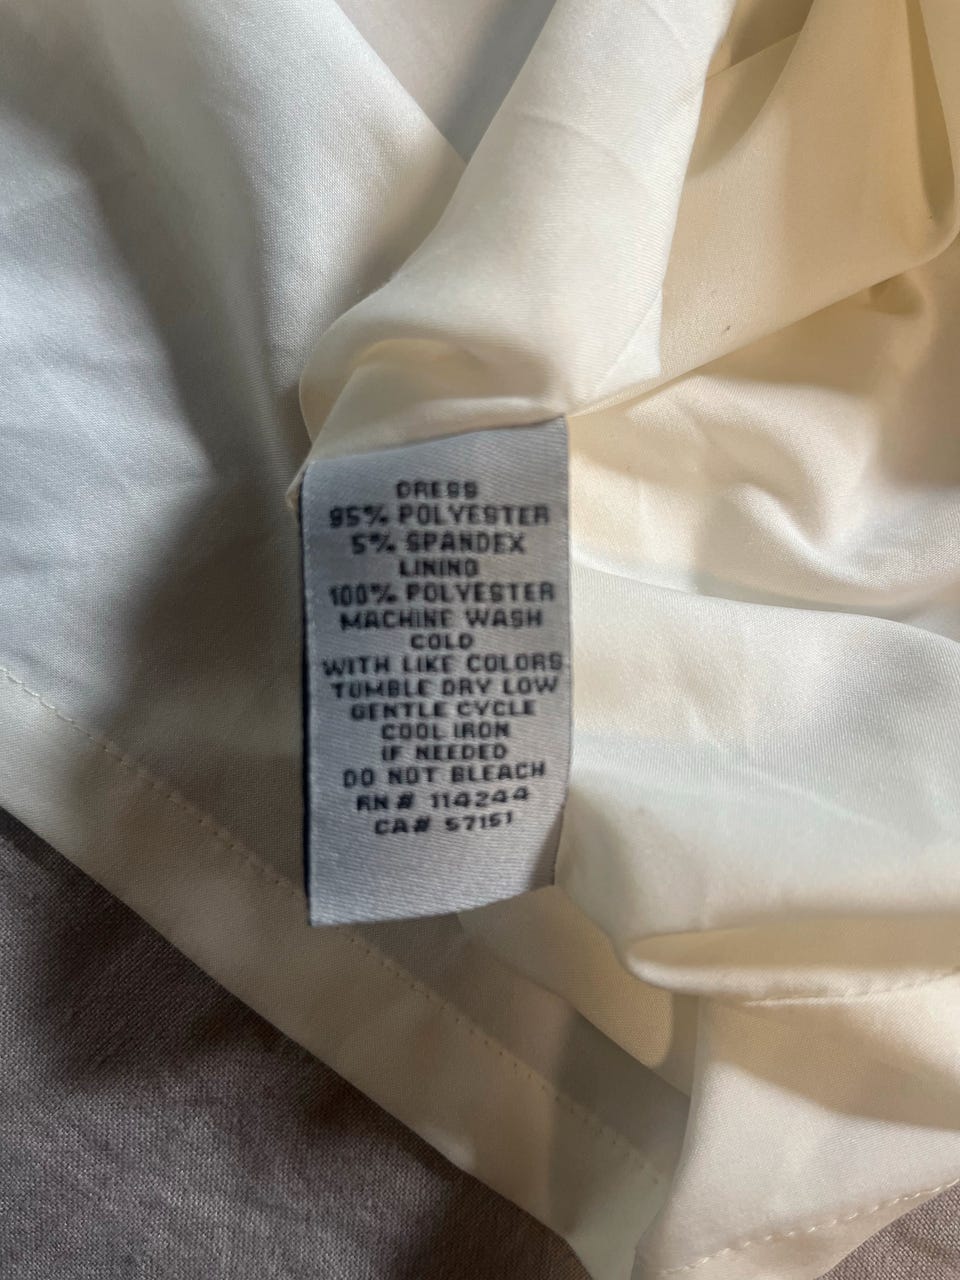 DRESS
95% POLYESTER
5% SPANDEX
LINING
100% POLYESTER
MACHINE WASH
COLD
WITH LIKE COLORS
TUMBLE DRY LOW
GENTLE CYCLE
COOL IRON
IF NEEDED
DO NOT BLEACH
RN # 114244
CA# 57151